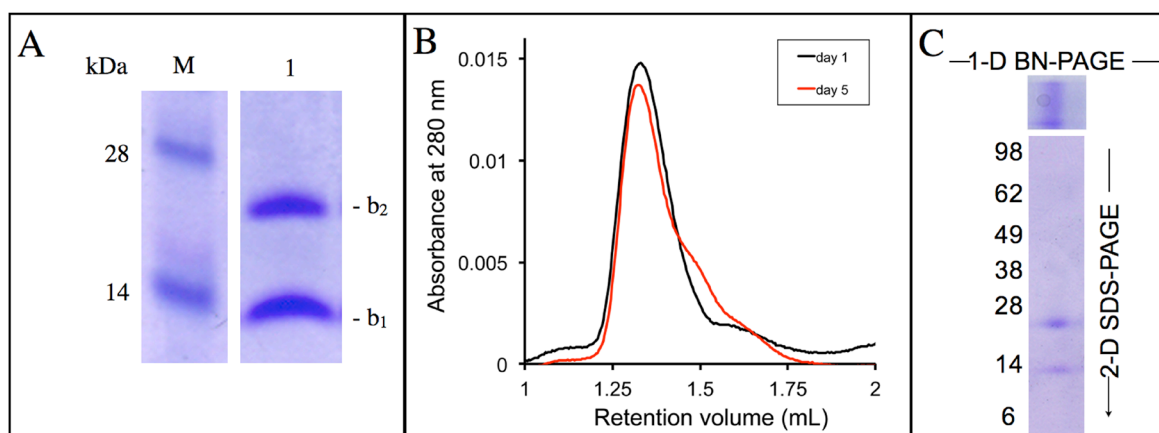 A
kDa M 1
28
14
- b₂
- b₁
B
day 1
day 5
Absorbance at 280 nm
0.015
0.01
0.005
0
1 1.25 1.5 1.75 2
Retention volume (mL)
C
1-D BN-PAGE
98
62
49
38
28
14
6
2-D SDS-PAGE